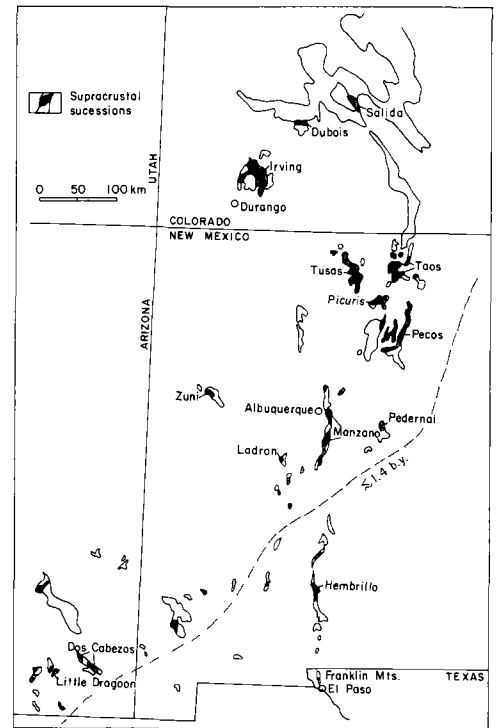 Supracrustal
sucessions
0 50 100 km
UTAH
Salida
Dubois
Irving
Durango
COLORADO
NEW MEXICO
ARIZONA
Tusas
Taos
Picuris
Pecos
Zuni
Albuquerque
Pedernal
Manzano
Ladron
≤1.4 b.y.
Hembrillo
Dos Cabezos
Little Dragoon
Franklin Mts.
TEXAS
El Paso